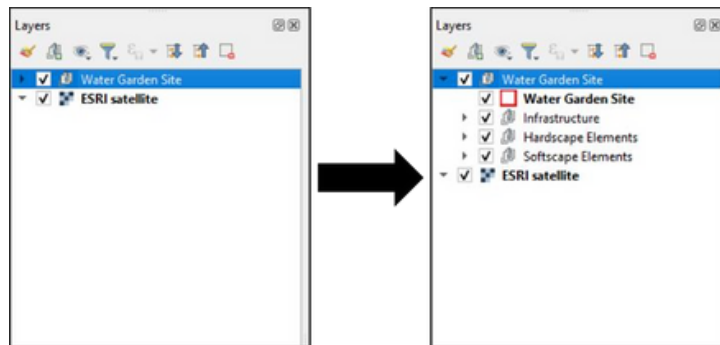 Layers
Water Garden Site
ESRI satellite
Layers
Water Garden Site
Water Garden Site
Infrastructure
Hardscape Elements
Softscape Elements
ESRI satellite